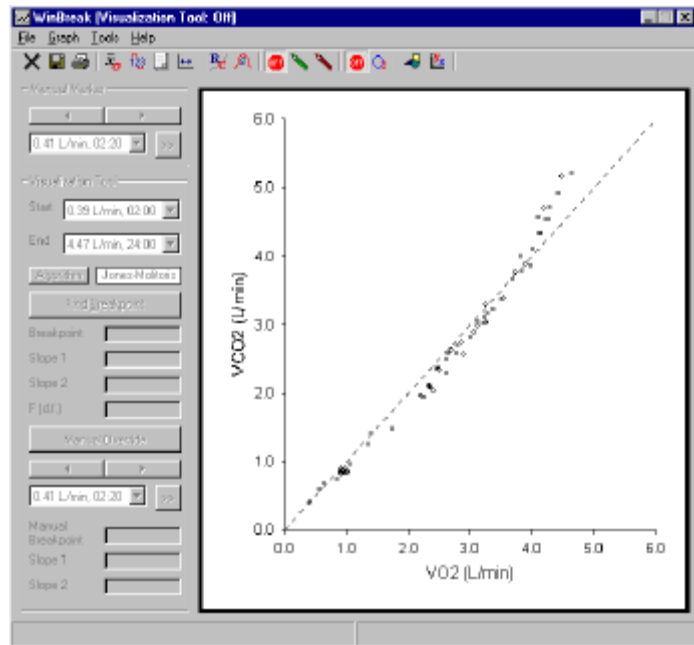 WinBreak [Visualization Tool: Off]
File Graph Tools Help
Manual Marker
0.41 L/min, 02:20 >>
Visualization Tool
Start 0.39 L/min, 02:00
End 4.47 L/min, 24:00
Algorithm Jones-Molitoris
Find Breakpoint
Breakpoint
Slope 1
Slope 2
F (d.f.)
Manual Override
0.41 L/min, 02:20 >>
Manual
Breakpoint
Slope 1
Slope 2
6.0
5.0
4.0
3.0
2.0
1.0
0.0
VCO2 (L/min)
0.0 1.0 2.0 3.0 4.0 5.0 6.0
VO2 (L/min)